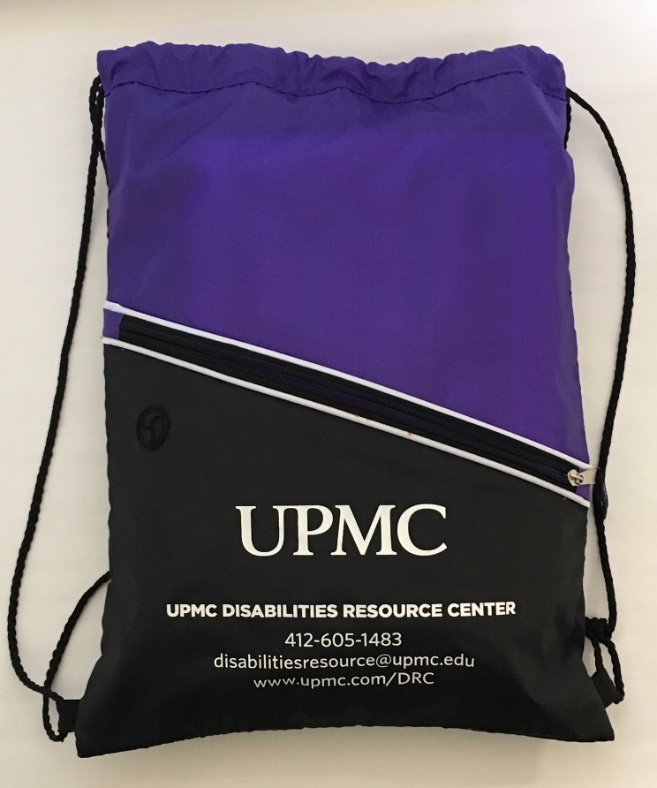 UPMC
UPMC DISABILITIES RESOURCE CENTER
412-605-1483
disabilitiesresource@upmc.edu
www.upmc.com/DRC